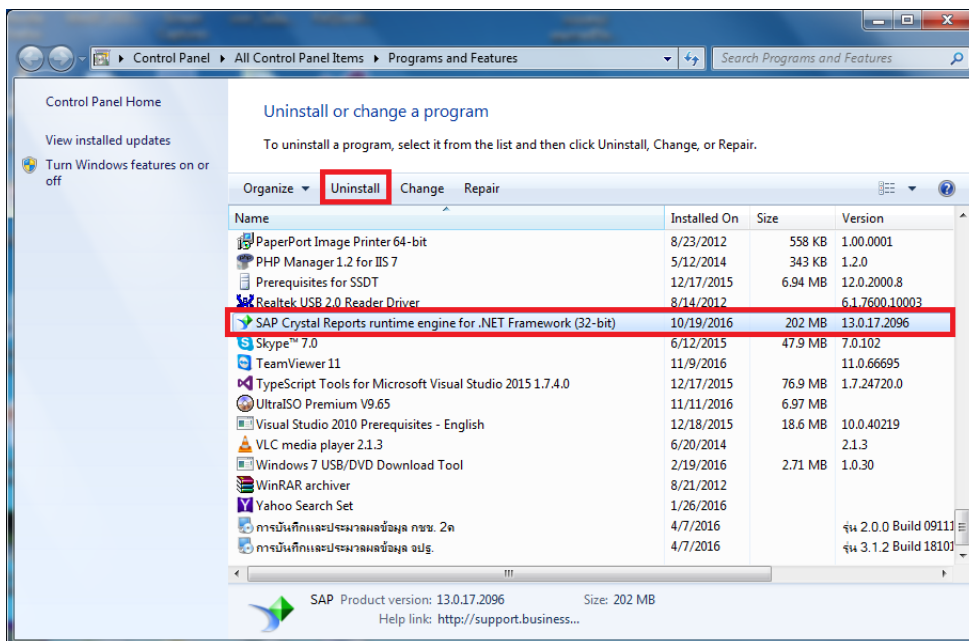 Control Panel ▸ All Control Panel Items ▸ Programs and Features
Search Programs and Features
Control Panel Home
View installed updates
Turn Windows features on or
off
Uninstall or change a program
To uninstall a program, select it from the list and then click Uninstall, Change, or Repair.
Organize Uninstall Change Repair
Name Installed On Size Version
PaperPort Image Printer 64-bit 8/23/2012 558 KB 1.00.0001
PHP Manager 1.2 for IIS 7 5/12/2014 343 KB 1.2.0
Prerequisites for SSDT 12/17/2015 6.94 MB 12.0.2000.8
Realtek USB 2.0 Reader Driver 8/14/2012 6.1.7600.10003
SAP Crystal Reports runtime engine for .NET Framework (32-bit) 10/19/2016 202 MB 13.0.17.2096
Skype™ 7.0 6/12/2015 47.9 MB 7.0.102
TeamViewer 11 11/9/2016 11.0.66695
TypeScript Tools for Microsoft Visual Studio 2015 1.7.4.0 12/17/2015 76.9 MB 1.7.24720.0
UltraISO Premium V9.65 11/11/2016 6.97 MB
Visual Studio 2010 Prerequisites - English 12/18/2015 18.6 MB 10.0.40219
VLC media player 2.1.3 6/20/2014 2.1.3
Windows 7 USB/DVD Download Tool 2/19/2016 2.71 MB 1.0.30
WinRAR archiver 8/21/2012
Yahoo Search Set 1/26/2016
การบันทึกและประมวลผลข้อมูล กชช. 2ค 4/7/2016 รุ่น 2.0.0 Build 09111
การบันทึกและประมวลผลข้อมูล จปฐ. 4/7/2016 รุ่น 3.1.2 Build 18101
SAP Product version: 13.0.17.2096 Size: 202 MB
Help link: http://support.business...